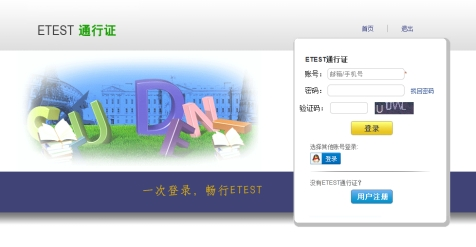 ETEST 通行证
首页 | 退出
ETEST通行证
账号： 邮箱/手机号 *
密码： 找回密码
验证码：
登录
选择其他账号登录:
登录
没有ETEST通行证?
用户注册
一次登录，畅行ETEST